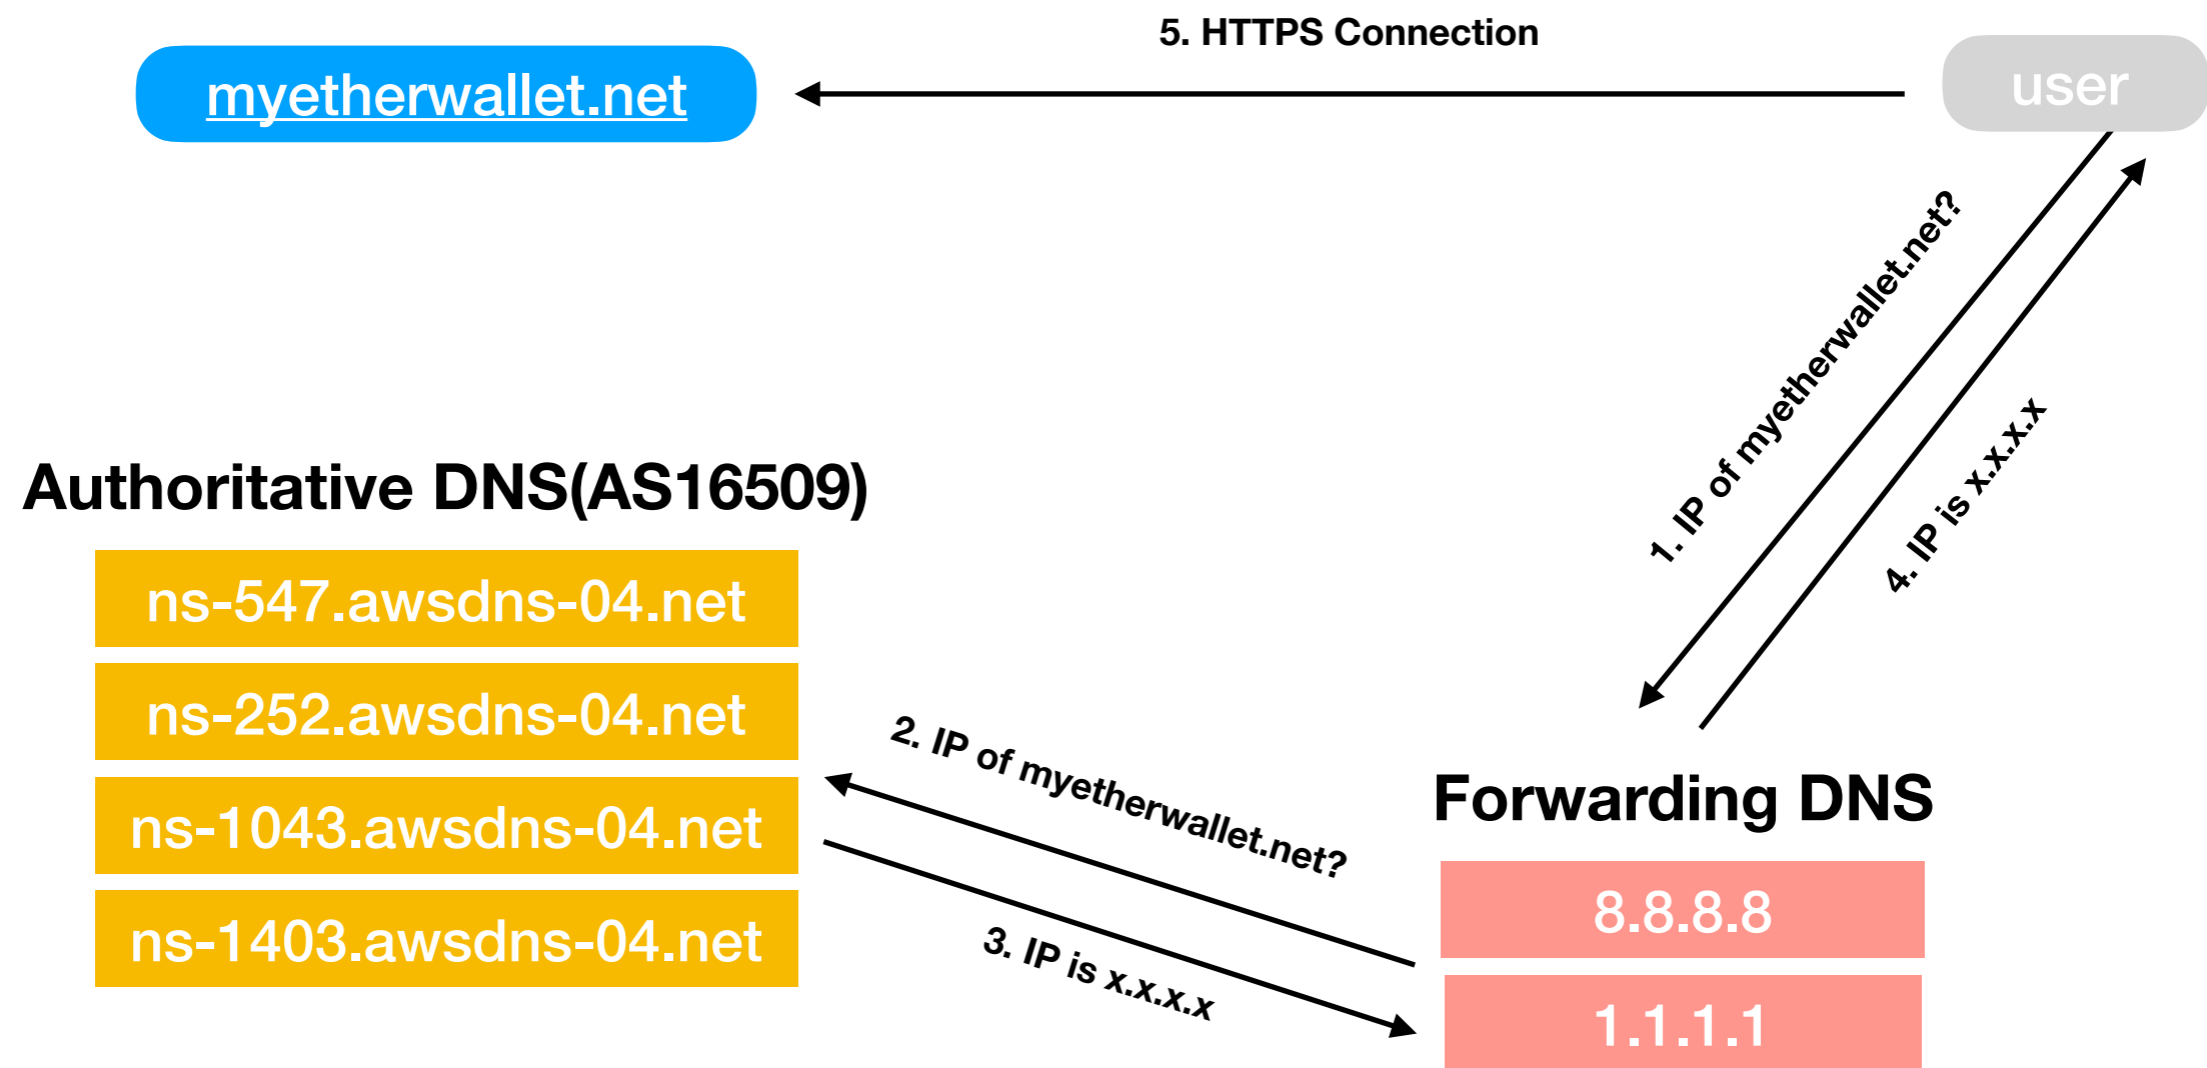 5. HTTPS Connection
myetherwallet.net
user
1. IP of myetherwallet.net?
4. IP is x.x.x.x
Authoritative DNS(AS16509)
ns-547.awsdns-04.net
ns-252.awsdns-04.net
ns-1043.awsdns-04.net
ns-1403.awsdns-04.net
2. IP of myetherwallet.net?
3. IP is x.x.x.x
Forwarding DNS
8.8.8.8
1.1.1.1